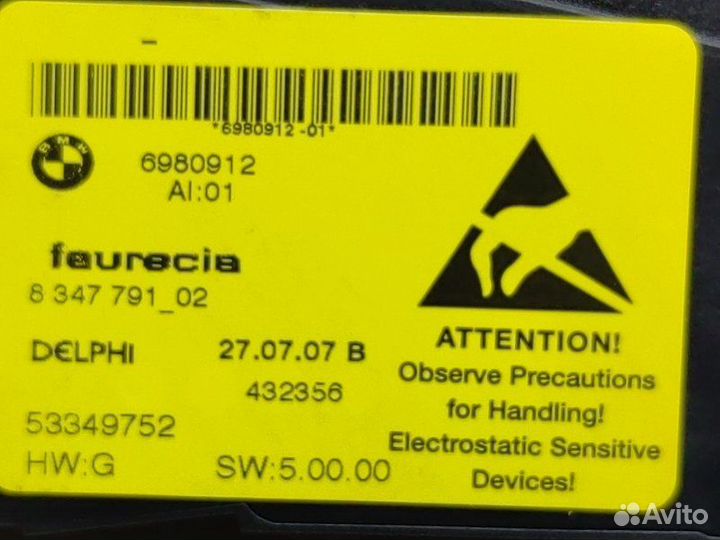 *6980912 -01*
BMW
6980912
AI:01
faurecia
8 347 791_02
DELPHI
27.07.07 B
432356
53349752
HW:G
SW:5.00.00
ATTENTION!
Observe Precautions
for Handling!
Electrostatic Sensitive
Devices!
Avito